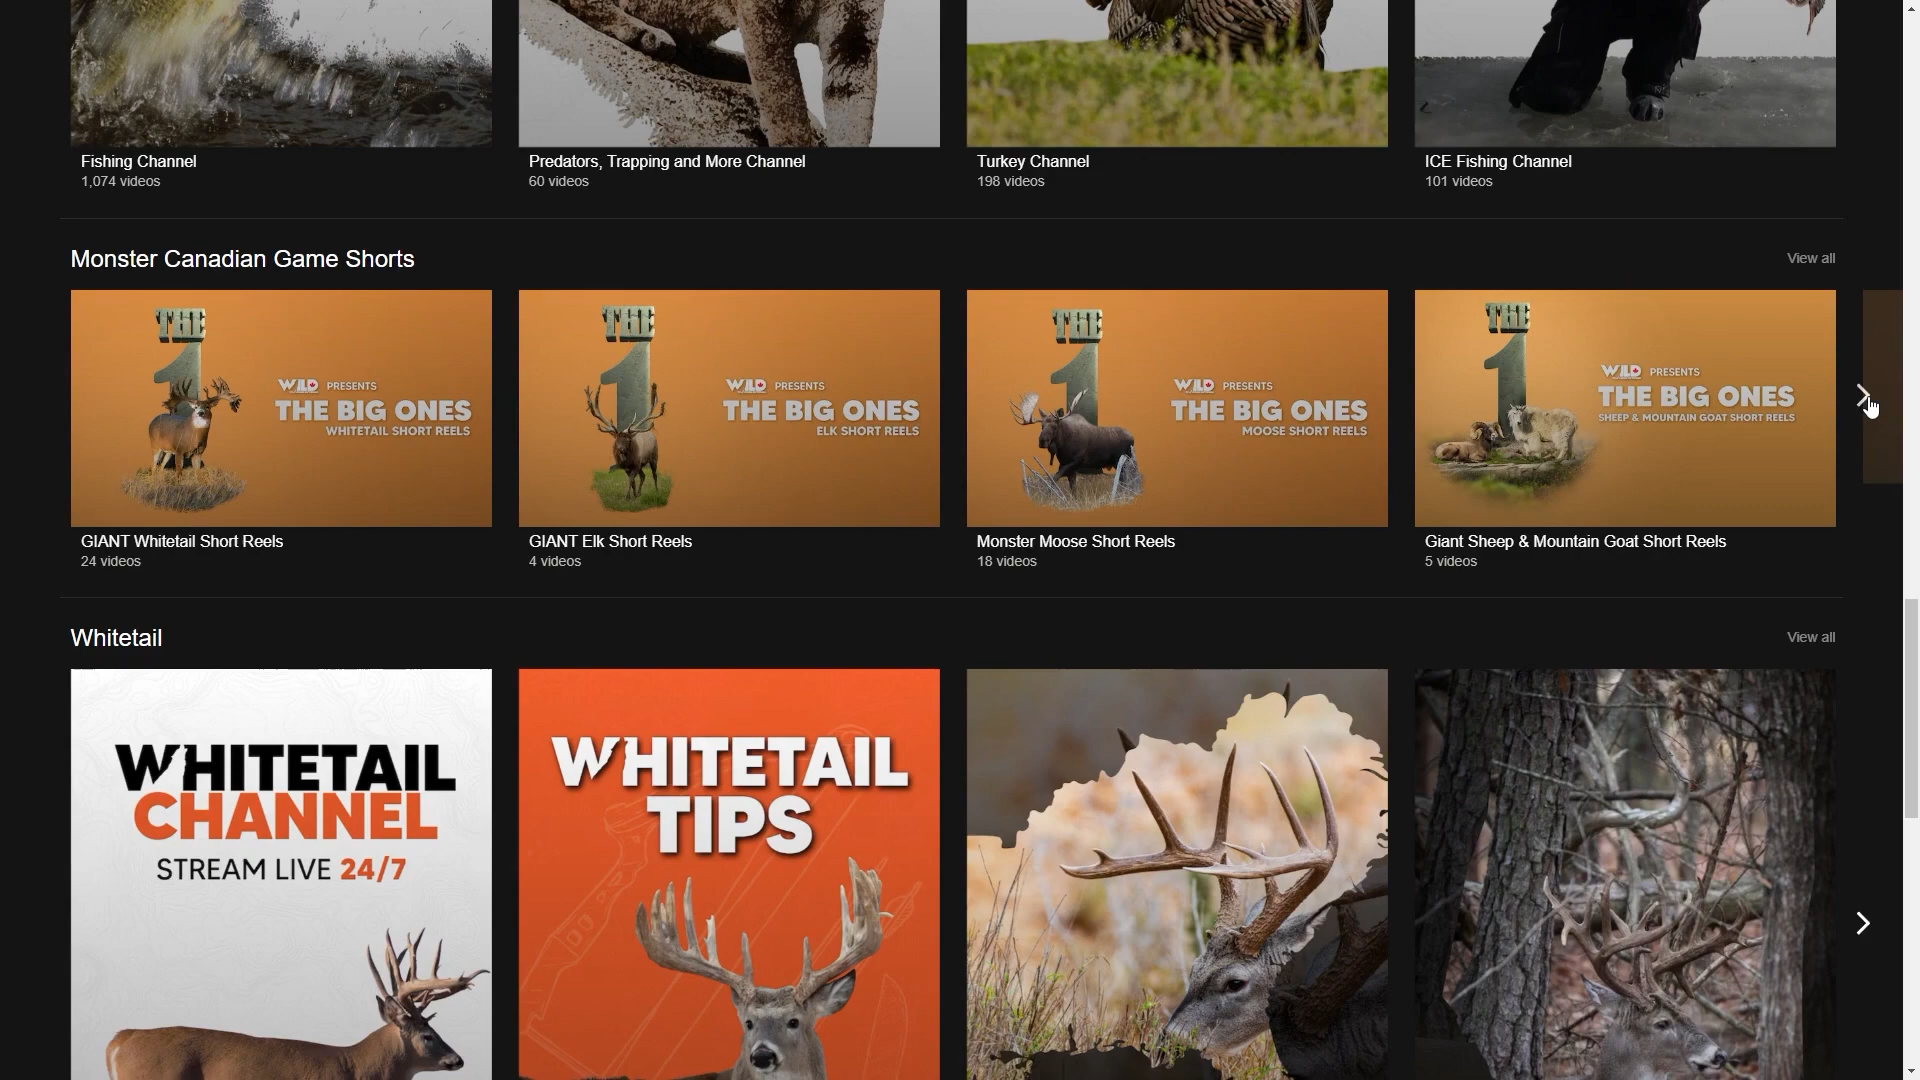 Fishing Channel
1,074 videos
Predators, Trapping and More Channel
60 videos
Turkey Channel
198 videos
ICE Fishing Channel
101 videos
Monster Canadian Game Shorts
View all
THE
1
WILD PRESENTS
THE BIG ONES
WHITETAIL SHORT REELS
THE
1
WILD PRESENTS
THE BIG ONES
ELK SHORT REELS
THE
1
WILD PRESENTS
THE BIG ONES
MOOSE SHORT REELS
THE
1
WILD PRESENTS
THE BIG ONES
SHEEP & MOUNTAIN GOAT SHORT REELS
GIANT Whitetail Short Reels
24 videos
GIANT Elk Short Reels
4 videos
Monster Moose Short Reels
18 videos
Giant Sheep & Mountain Goat Short Reels
5 videos
Whitetail
View all
WHITETAIL
CHANNEL
STREAM LIVE 24/7
WHITETAIL
TIPS